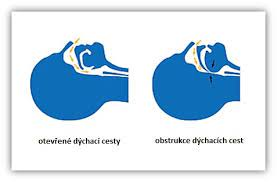 otevřené dýchací cesty
obstrukce dýchacích cest